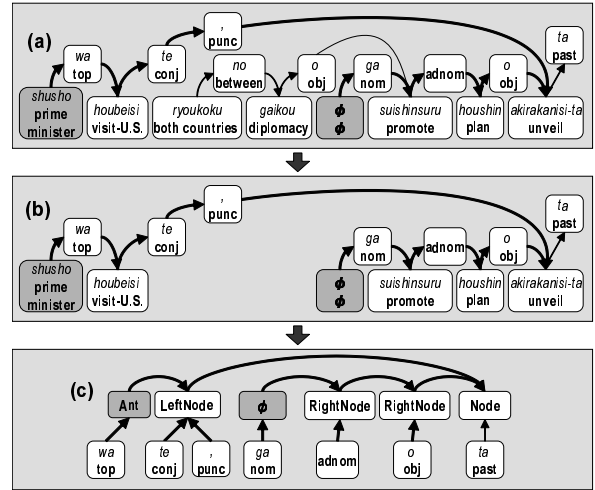 (a)
,
punc
wa
top
te
conj
no
between
o
obj
ga
nom
adnom
o
obj
ta
past
shusho
prime
minister
houbeisi
visit-U.S.
ryoukoku
both countries
gaikou
diplomacy
ϕ
ϕ
suishinsuru
promote
houshin
plan
akirakanisi-ta
unveil
(b)
,
punc
wa
top
te
conj
ga
nom
adnom
o
obj
ta
past
shusho
prime
minister
houbeisi
visit-U.S.
ϕ
ϕ
suishinsuru
promote
houshin
plan
akirakanisi-ta
unveil
(c)
Ant
LeftNode
ϕ
RightNode
RightNode
Node
wa
top
te
conj
,
punc
ga
nom
adnom
o
obj
ta
past